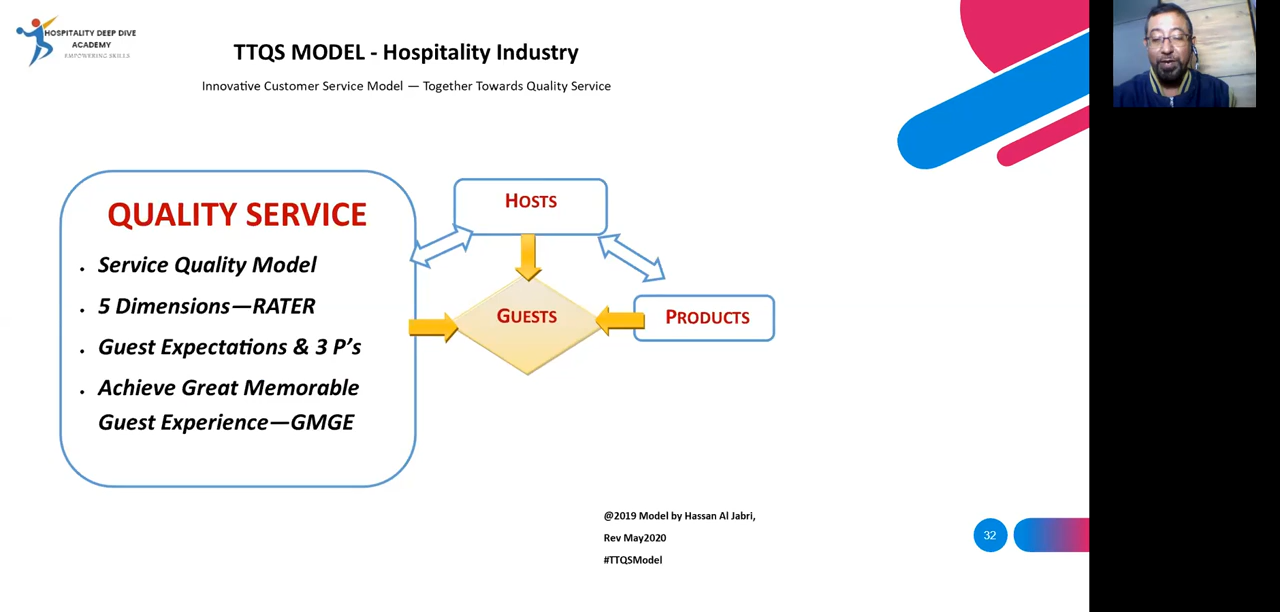 HOSPITALITY DEEP DIVE
ACADEMY
EMPOWERING SKILLS
TTQS MODEL - Hospitality Industry
Innovative Customer Service Model — Together Towards Quality Service
QUALITY SERVICE
• Service Quality Model
• 5 Dimensions—RATER
• Guest Expectations & 3 P’s
• Achieve Great Memorable
Guest Experience—GMGE
HOSTS
GUESTS
PRODUCTS
@2019 Model by Hassan Al Jabri,
Rev May2020
#TTQSModel
32